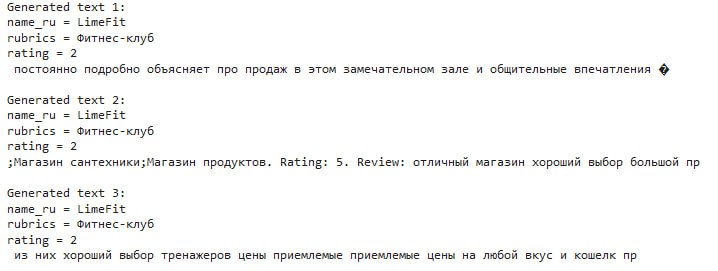 Generated text 1:
name_ru = LimeFit
rubrics = Фитнес-клуб
rating = 2
постоянно подробно объясняет про продаж в этом замечательном зале и общительные впечатления �
Generated text 2:
name_ru = LimeFit
rubrics = Фитнес-клуб
rating = 2
;Магазин сантехники;Магазин продуктов. Rating: 5. Review: отличный магазин хороший выбор большой пр
Generated text 3:
name_ru = LimeFit
rubrics = Фитнес-клуб
rating = 2
из них хороший выбор тренажеров цены приемлемые приемлемые цены на любой вкус и кошелк пр